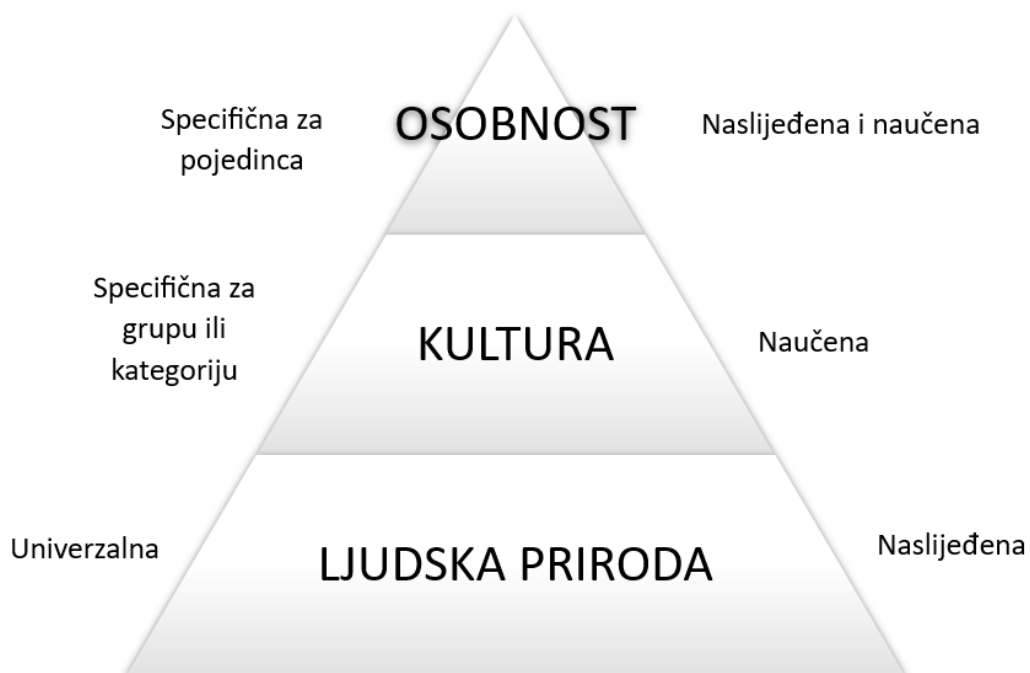 Specifična za
pojedinca
OSOBNOST
Naslijeđena i naučena
Specifična za
grupu ili
kategoriju
KULTURA
Naučena
Univerzalna
LJUDSKA PRIRODA
Naslijeđena